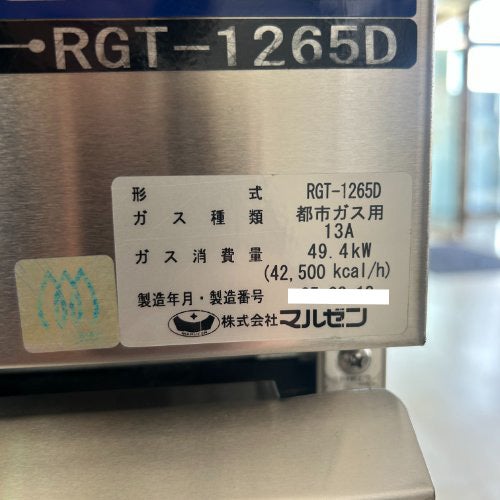 RGT-1265D
形 式 RGT-1265D
ガ ス 種 類 都市ガス用
13A
ガ ス 消 費 量 49.4kW
(42,500 kcal/h)
製造年月・製造番号
株式会社マルゼン